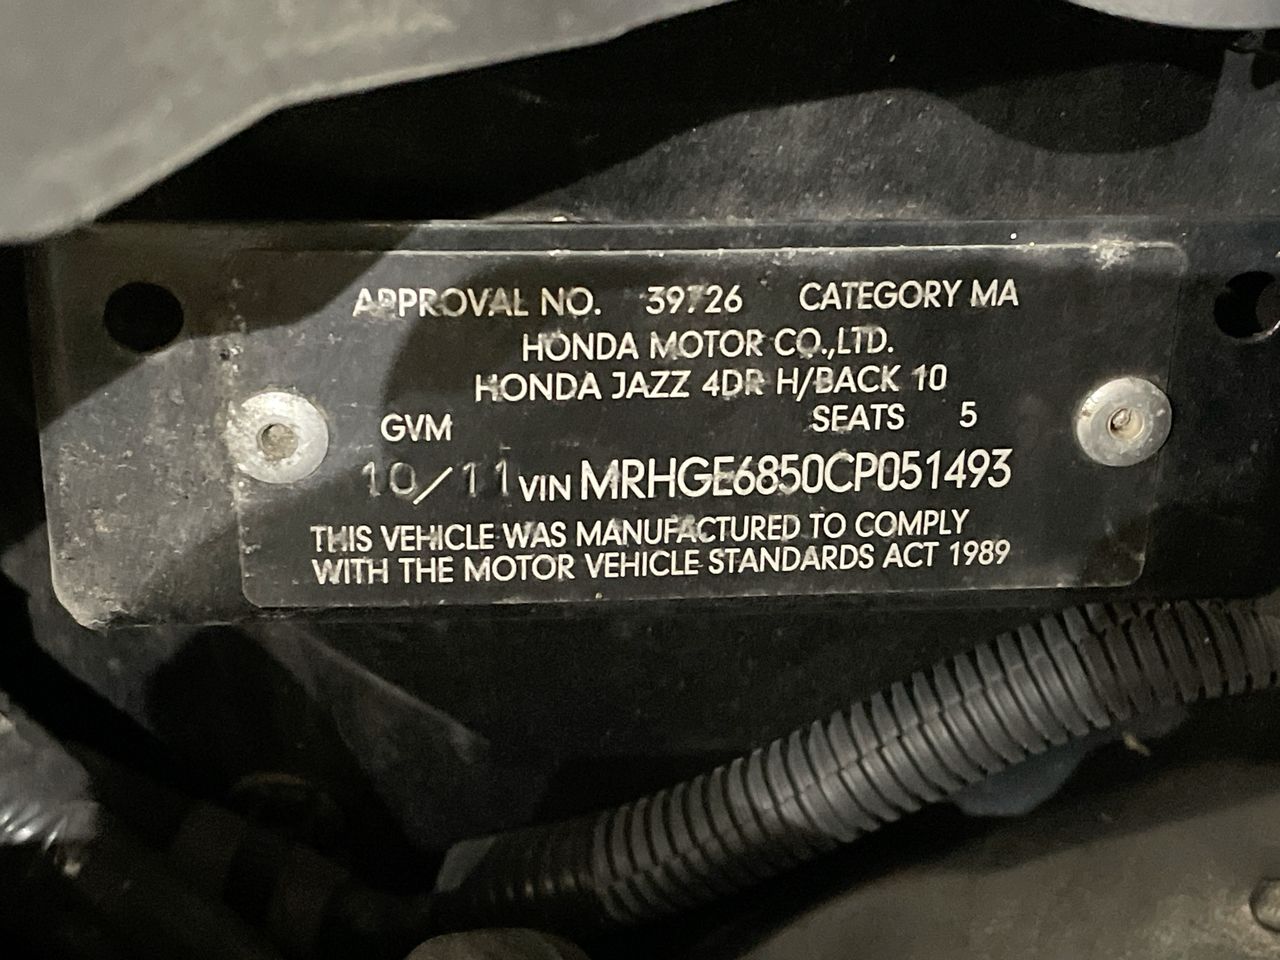 APPROVAL NO. 39726 CATEGORY MA
HONDA MOTOR CO.,LTD.
HONDA JAZZ 4DR H/BACK 10
GVM SEATS 5
10/11 VIN MRHGE6850CP051493
THIS VEHICLE WAS MANUFACTURED TO COMPLY
WITH THE MOTOR VEHICLE STANDARDS ACT 1989